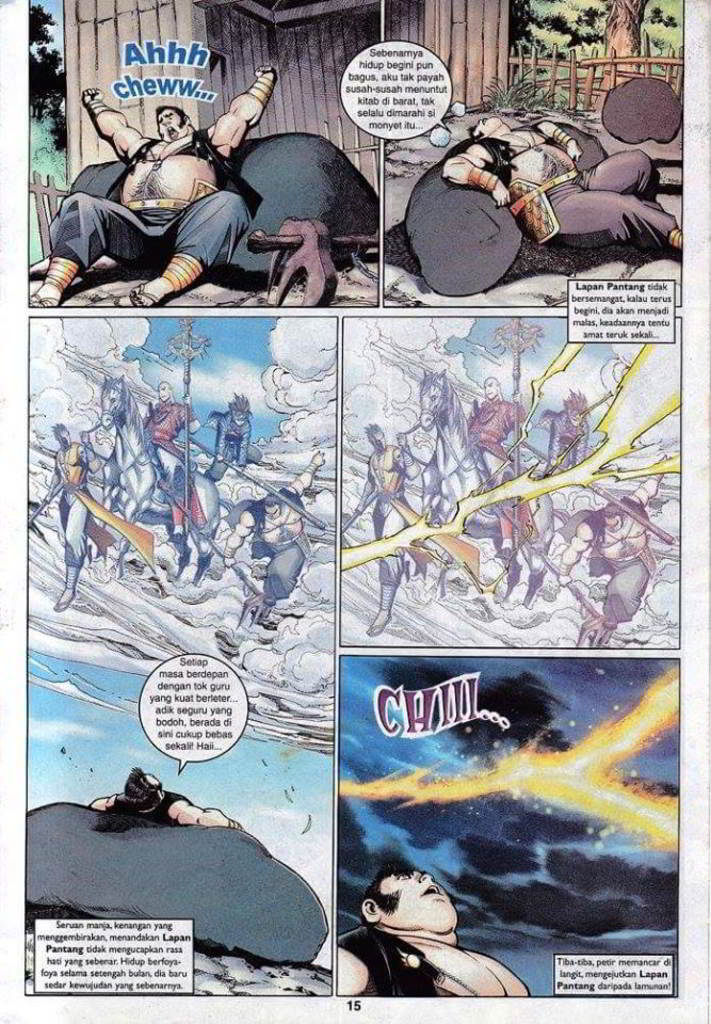 Ahhh
cheww...
Sebenarnya
hidup begini pun
bagus, aku tak payah
susah-susah menuntut
kitab di barat, tak
selalu dimarahi si
monyet itu...
Lapan Pantang tidak
bersemangat, kalau terus
begini, dia akan menjadi
malas, keadaannya tentu
amat teruk sekali...
Setiap
masa berdepan
dengan tok guru
yang kuat berleter...
adik seguru yang
bodoh, berada di
sini cukup bebas
sekali! Haii...
Seruan manja, kenangan yang
menggembirakan, menandakan Lapan
Pantang tidak mengucapkan rasa
hati yang sebenar. Hidup berfoya-
foya selama setengah bulan, dia baru
sedar kewujudan yang sebenarnya.
CHIII...
Tiba-tiba, petir memancar di
langit, mengejutkan Lapan
Pantang daripada lamunan!
15